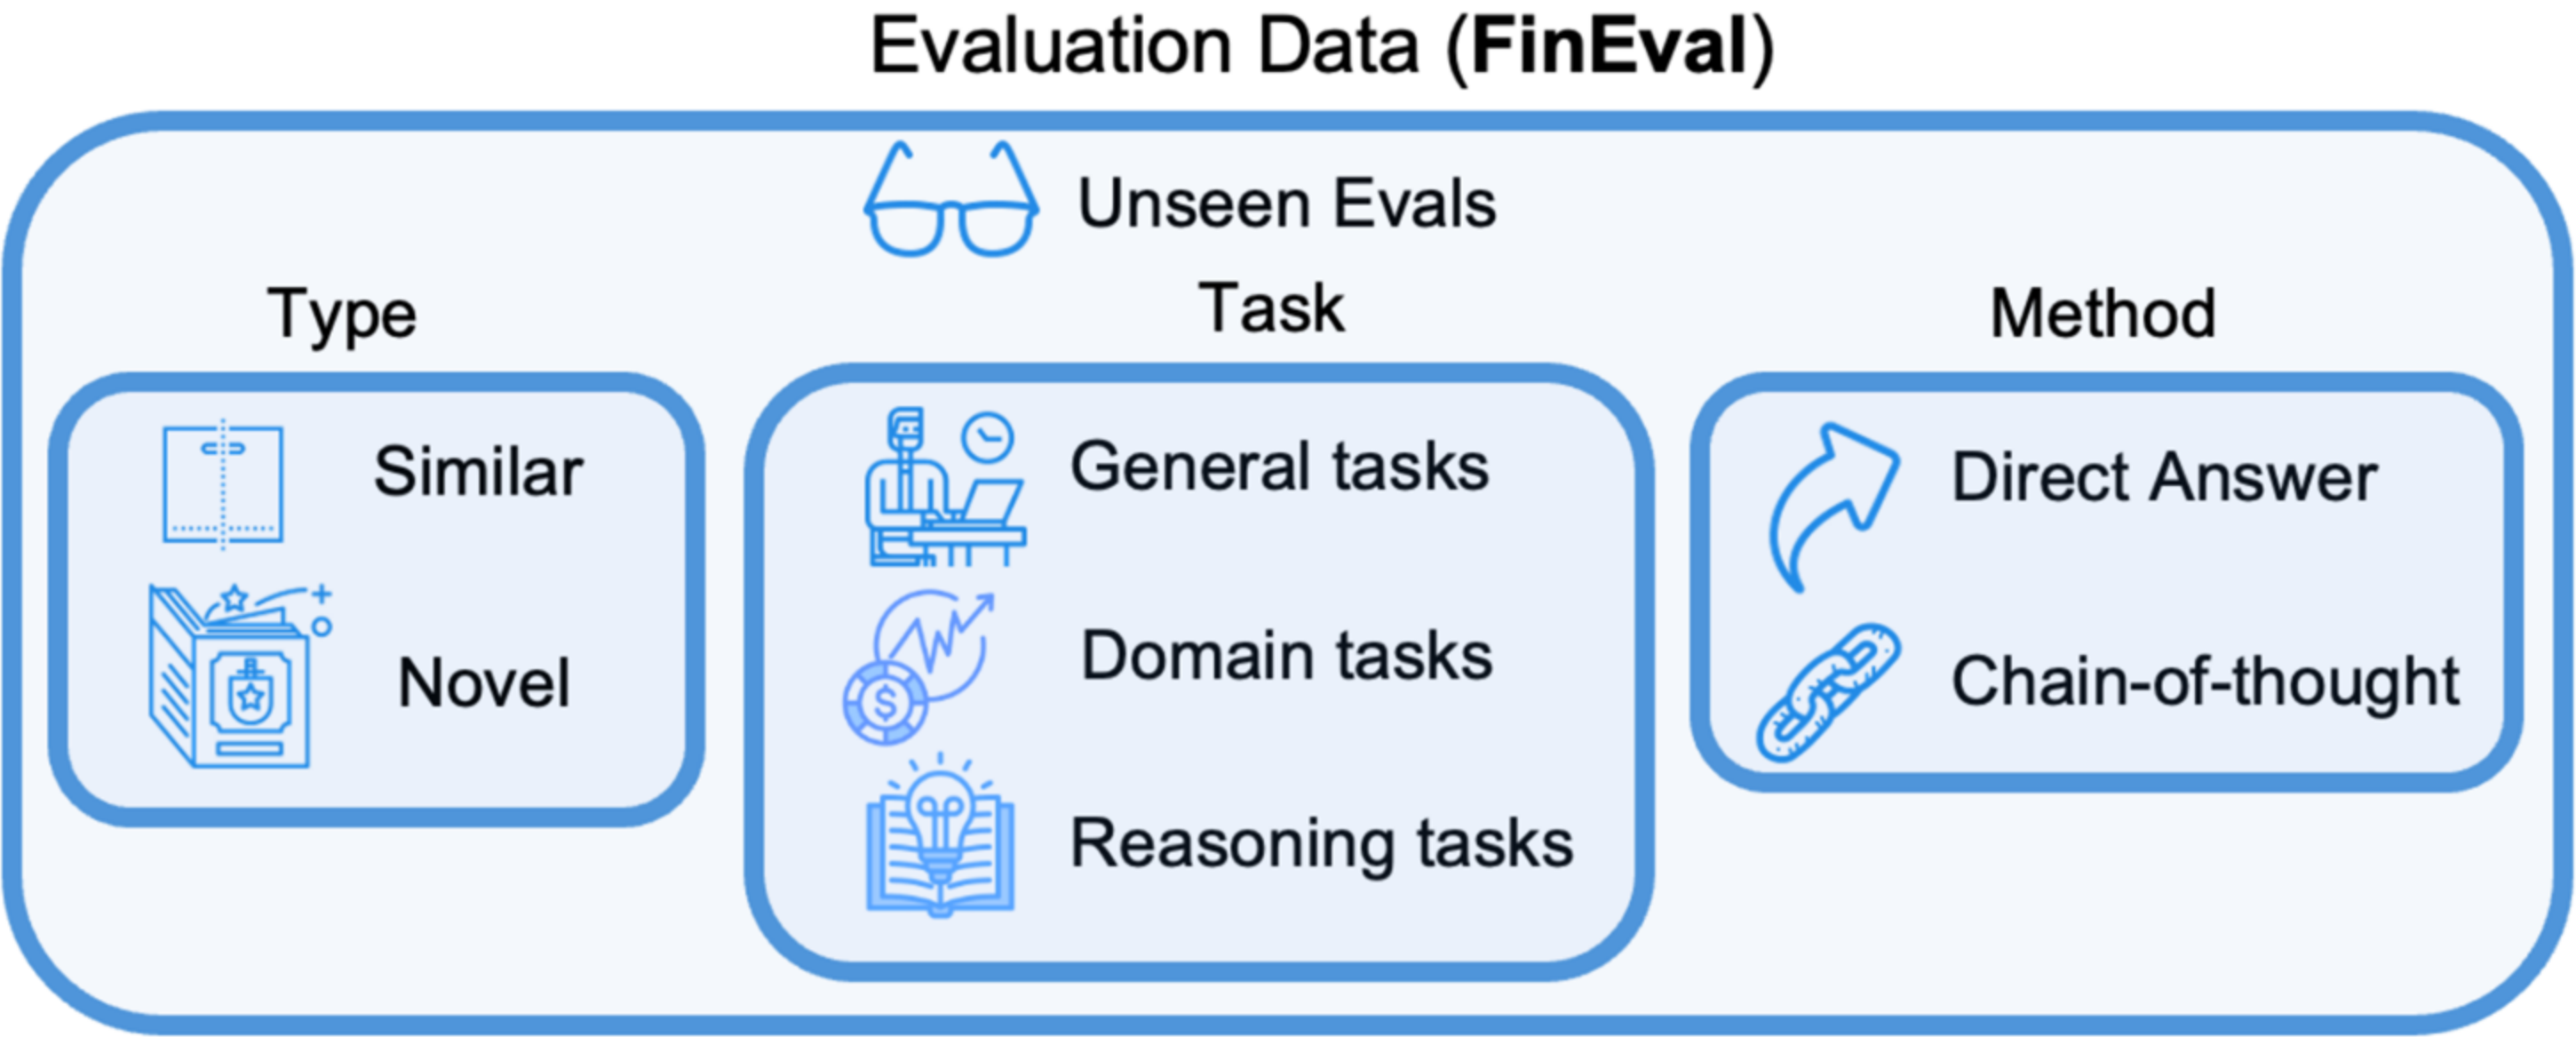 Evaluation Data (FinEval)
Unseen Evals
Type
Similar
Novel
Task
General tasks
Domain tasks
Reasoning tasks
Method
Direct Answer
Chain-of-thought